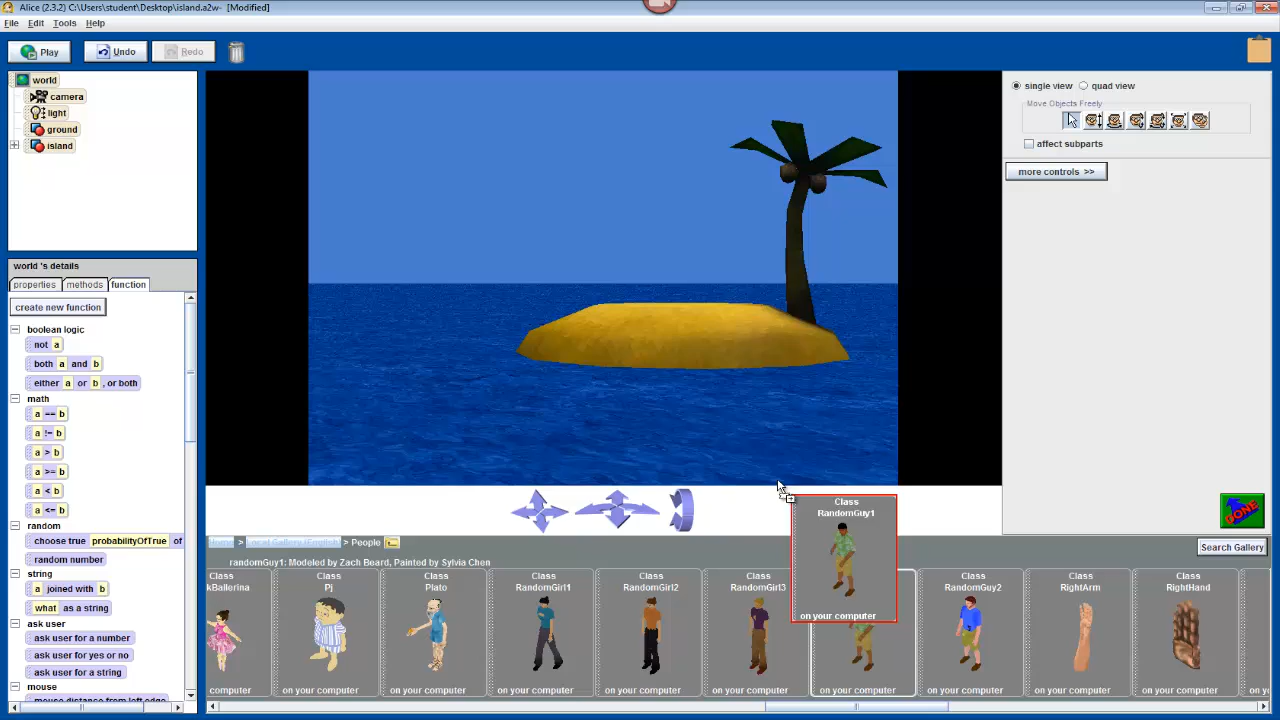 Alice (2.3.2) C:\Users\student\Desktop\island.a2w- [Modified]
File Edit Tools Help
Play Undo Redo
world
camera
light
ground
island
single view quad view
Move Objects Freely
affect subparts
more controls >>
world 's details
properties methods function
create new function
boolean logic
not a
both a and b
either a or b , or both
math
a == b
a != b
a > b
a >= b
a < b
a <= b
random
choose true probabilityOfTrue of
random number
string
a joined with b
what as a string
ask user
ask user for a number
ask user for yes or no
ask user for a string
mouse
DONE
Home > Local Gallery (English) > People
Search Gallery
randomGuy1: Modeled by Zach Beard, Painted by Sylvia Chen
Class
kBallorina
computer
Class
Pj
on your computer
Class
Plato
on your computer
Class
RandomGirl1
on your computer
Class
RandomGirl2
on your computer
Class
RandomGirl3
on your computer
Class
RandomGuy1
on your computer
on your computer
Class
RandomGuy2
on your computer
Class
RightArm
on your computer
Class
RightHand
on your computer
on yo